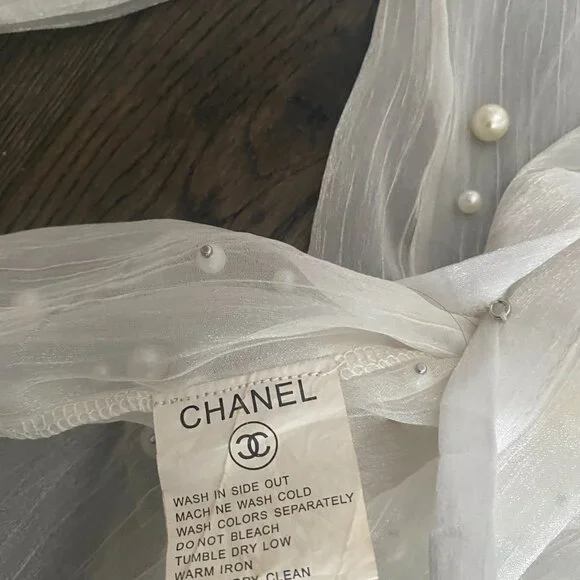 CHANEL
WASH IN SIDE OUT
MACH NE WASH COLD
WASH COLORS SEPARATELY
DO NOT BLEACH
TUMBLE DRY LOW
WARM IRON
DRY CLEAN